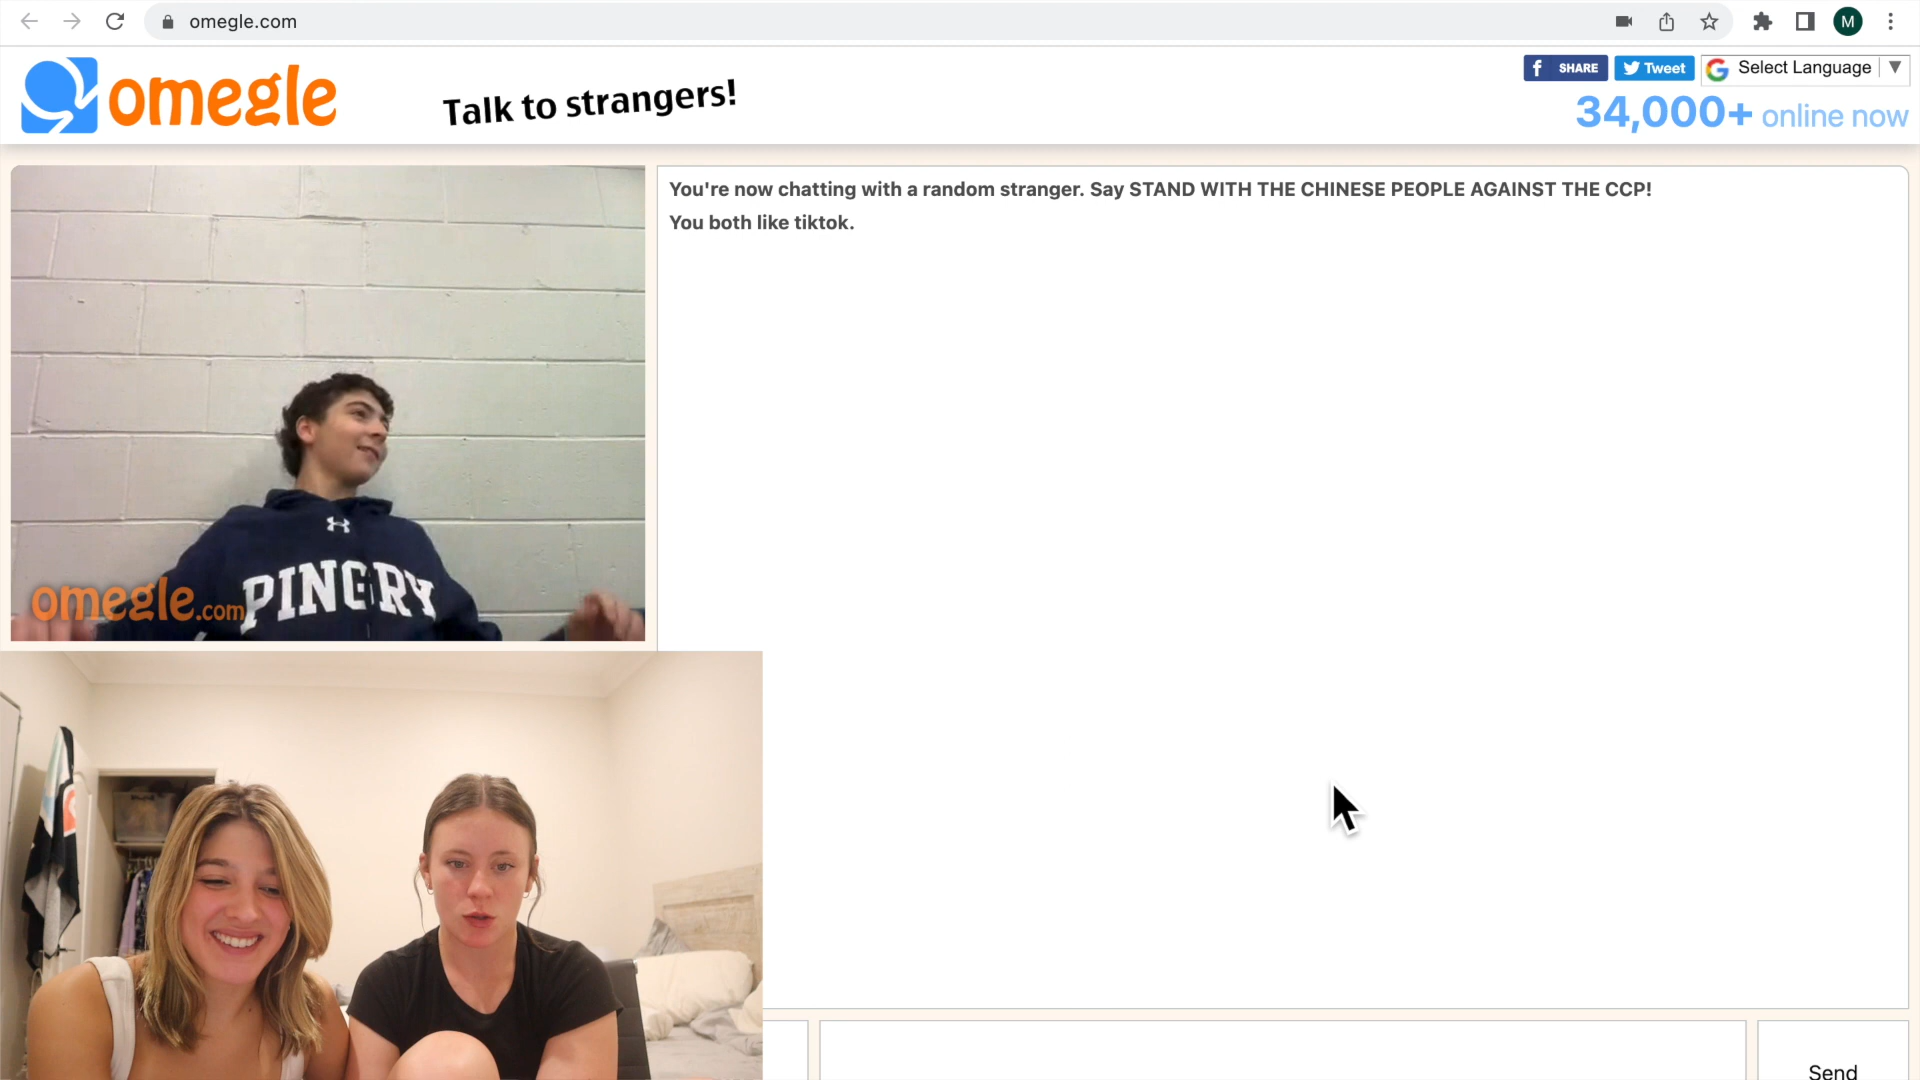 omegle.com
M
omegle
Talk to strangers!
f SHARE
Tweet
G Select Language ▼
34,000+ online now
You're now chatting with a random stranger. Say STAND WITH THE CHINESE PEOPLE AGAINST THE CCP!
You both like tiktok.
PINGRY
omegle.com
Send